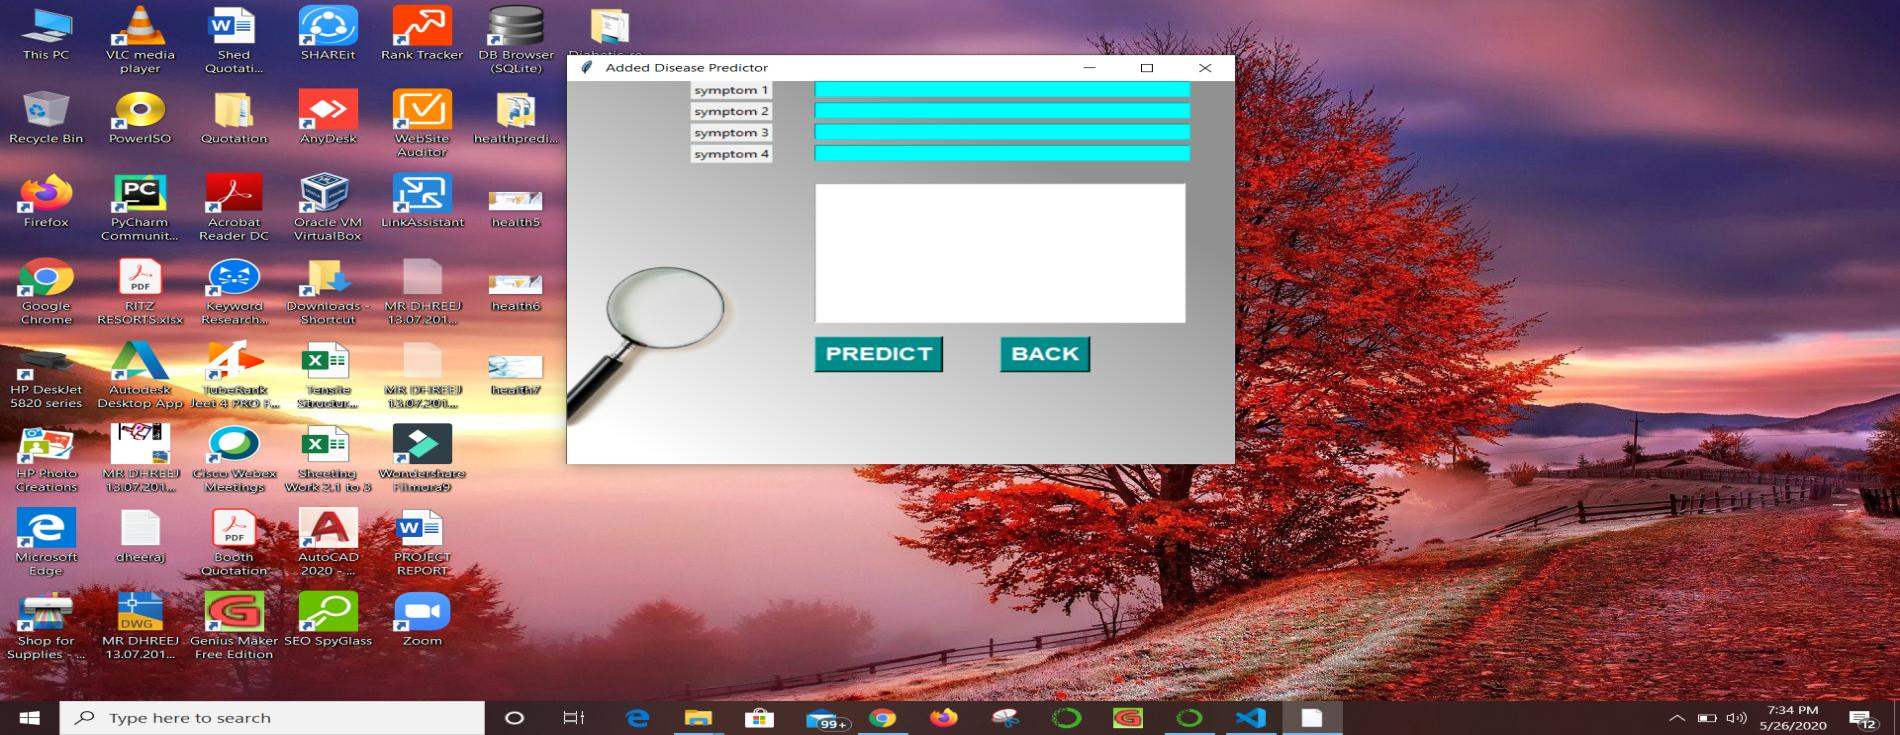 This PC
VLC media
player
Shed
Quotati...
SHAREit
Rank Tracker
DB Browser
(SQLite)
Recycle Bin
PowerISO
Quotation
AnyDesk
WebSite
Auditor
healthpredi...
Firefox
PyCharm
Communit...
Acrobat
Reader DC
Oracle VM
VirtualBox
LinkAssistant
health5
Google
Chrome
RITZ
RESORTS.xlsx
Keyword
Research...
Downloads -
Shortcut
MR DHREEJ
13.07.201...
health6
HP DeskJet
5820 series
Autodesk
Desktop App
TubeRank
Jeet 4 PRO F...
Tensile
Structur...
MR DHREEJ
13.07.201...
health7
HP Photo
Creations
MR DHREEJ
13.07.201...
Cisco Webex
Meetings
Sheeting
Work 2.1 to 3
Wondershare
Filmora9
Microsoft
Edge
dheeraj
Booth
Quotation
AutoCAD
2020 - ...
PROJECT
REPORT
Shop for
Supplies - ...
MR DHREEJ
13.07.201...
Genius Maker
Free Edition
SEO SpyGlass
Zoom
PC
PDF
PDF
DWG
Added Disease Predictor
symptom 1
symptom 2
symptom 3
symptom 4
PREDICT BACK
Type here to search
99+
7:34 PM
5/26/2020
12